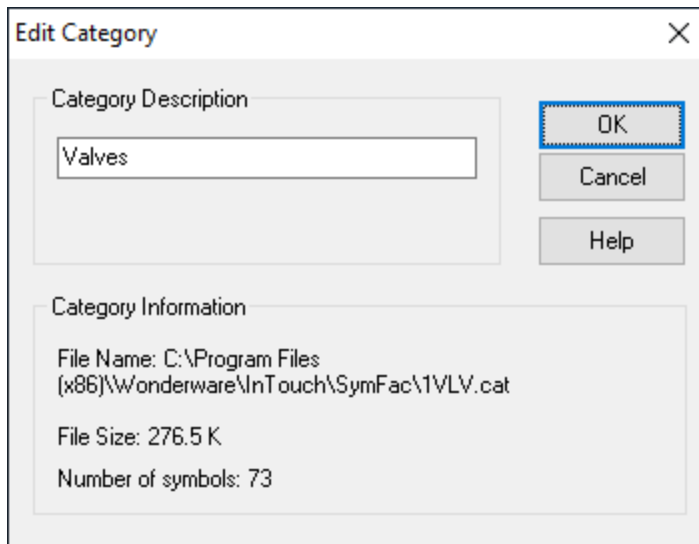 Edit Category
Category Description
Valves
OK
Cancel
Help
Category Information
File Name: C:\Program Files
(x86)\Wonderware\InTouch\SymFac\1VLV.cat
File Size: 276.5 K
Number of symbols: 73